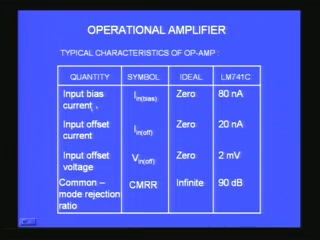 OPERATIONAL AMPLIFIER
TYPICAL CHARACTERISTICS OF OP-AMP :
QUANTITY SYMBOL IDEAL LM741C
Input bias current Iin(bias) Zero 80 nA
Input offset current Iin(off) Zero 20 nA
Input offset voltage Vin(off) Zero 2 mV
Common – mode rejection ratio CMRR Infinite 90 dB